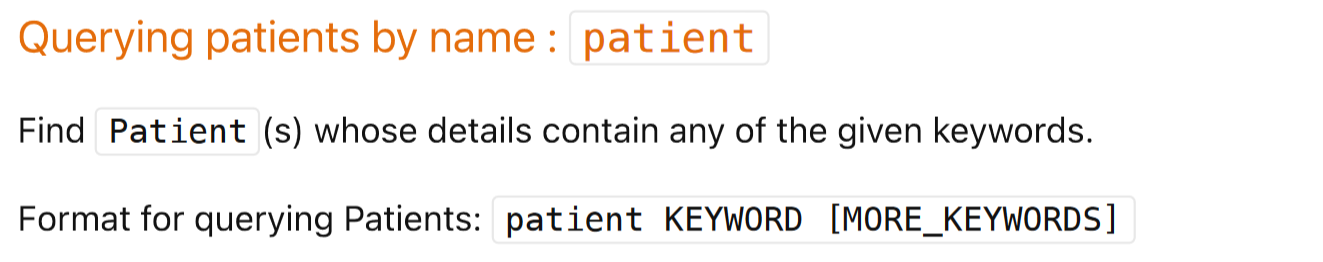 Querying patients by name : patient
Find Patient (s) whose details contain any of the given keywords.
Format for querying Patients: patient KEYWORD [MORE_KEYWORDS]